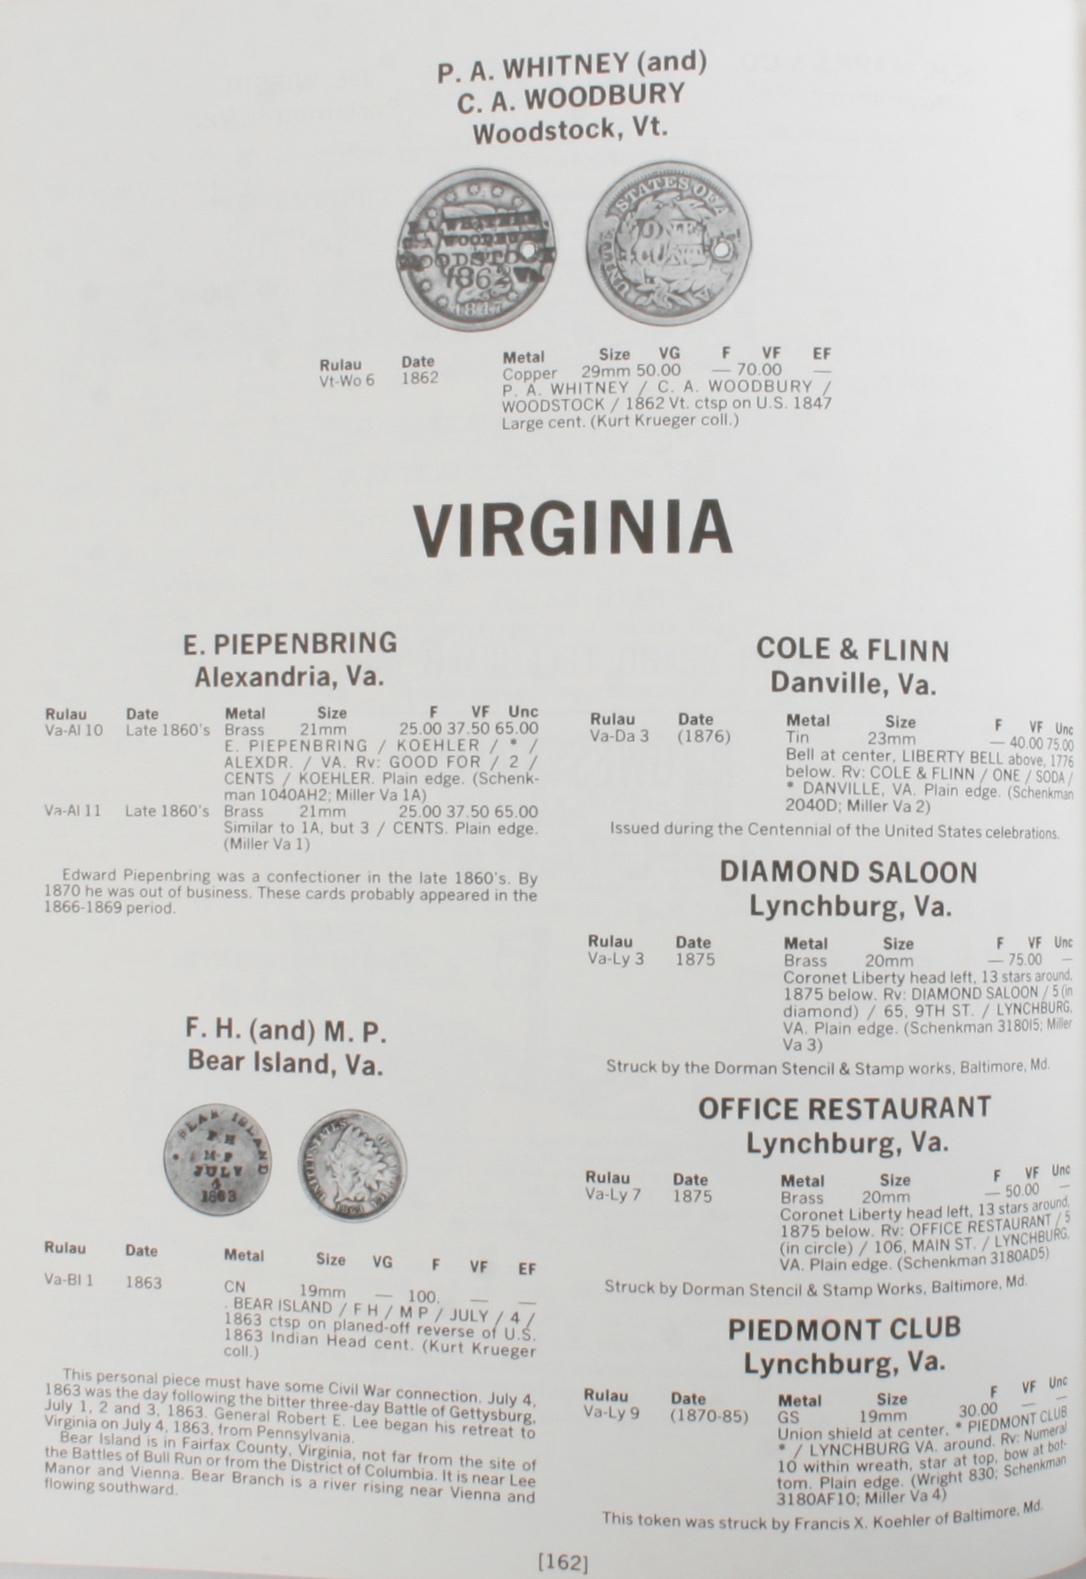 P. A. WHITNEY (and)
C. A. WOODBURY
Woodstock, Vt.
P. A. WHITNEY
C. A. WOODBURY
WOODSTOCK
1862 Vt.
1847
UNITED STATES OF A
ONE
CENT
Rulau Date Metal Size VG F VF EF
Vt-Wo 6 1862 Copper 29mm 50.00 — 70.00 —
P. A. WHITNEY / C. A. WOODBURY /
WOODSTOCK / 1862 Vt. ctsp on U.S. 1847
Large cent. (Kurt Krueger coll.)
VIRGINIA
E. PIEPENBRING
Alexandria, Va.
Rulau Date Metal Size F VF Unc
Va-Al 10 Late 1860's Brass 21mm 25.00 37.50 65.00
E. PIEPENBRING / KOEHLER / * /
ALEXDR. / VA. Rv: GOOD FOR / 2 /
CENTS / KOEHLER. Plain edge. (Schenk-
man 1040AH2; Miller Va 1A)
Va-Al 11 Late 1860's Brass 21mm 25.00 37.50 65.00
Similar to 1A, but 3 / CENTS. Plain edge.
(Miller Va 1)
Edward Piepenbring was a confectioner in the late 1860's. By
1870 he was out of business. These cards probably appeared in the
1866-1869 period.
F. H. (and) M. P.
Bear Island, Va.
BEAR ISLAND
F H
M P
JULY
4
1863
UNITED STATES OF AMERICA
1863
Rulau Date Metal Size VG F VF EF
Va-BI 1 1863 CN 19mm — 100. — —
. BEAR ISLAND / F H / M P / JULY / 4 /
1863 ctsp on planed-off reverse of U.S.
1863 Indian Head cent. (Kurt Krueger
coll.)
This personal piece must have some Civil War connection. July 4,
1863 was the day following the bitter three-day Battle of Gettysburg,
July 1, 2 and 3, 1863. General Robert E. Lee began his retreat to
Virginia on July 4, 1863, from Pennsylvania.
Bear Island is in Fairfax County, Virginia, not far from the site of
the Battles of Bull Run or from the District of Columbia. It is near Lee
Manor and Vienna. Bear Branch is a river rising near Vienna and
flowing southward.
COLE & FLINN
Danville, Va.
Rulau Date Metal Size F VF Unc
Va-Da 3 (1876) Tin 23mm — 40.00 75.00
Bell at center, LIBERTY BELL above, 1776
below. Rv: COLE & FLINN / ONE / SODA /
* DANVILLE, VA. Plain edge. (Schenkman
2040D; Miller Va 2)
Issued during the Centennial of the United States celebrations.
DIAMOND SALOON
Lynchburg, Va.
Rulau Date Metal Size F VF Unc
Va-Ly 3 1875 Brass 20mm — 75.00 —
Coronet Liberty head left, 13 stars around,
1875 below. Rv: DIAMOND SALOON / 5 (in
diamond) / 65, 9TH ST. / LYNCHBURG,
VA. Plain edge. (Schenkman 3180I5; Miller
Va 3)
Struck by the Dorman Stencil & Stamp works, Baltimore, Md.
OFFICE RESTAURANT
Lynchburg, Va.
Rulau Date Metal Size F VF Unc
Va-Ly 7 1875 Brass 20mm — 50.00 —
Coronet Liberty head left, 13 stars around,
1875 below. Rv: OFFICE RESTAURANT / 5
(in circle) / 106, MAIN ST. / LYNCHBURG,
VA. Plain edge. (Schenkman 3180AD5)
Struck by Dorman Stencil & Stamp Works, Baltimore, Md.
PIEDMONT CLUB
Lynchburg, Va.
Rulau Date Metal Size F VF Unc
Va-Ly 9 (1870-85) GS 19mm 30.00 — —
Union shield at center, * PIEDMONT CLUB
* / LYNCHBURG VA. around. Rv: Numeral
10 within wreath, star at top, bow at bot-
tom. Plain edge. (Wright 830; Schenkman
3180AF10; Miller Va 4)
This token was struck by Francis X. Koehler of Baltimore, Md.
[162]